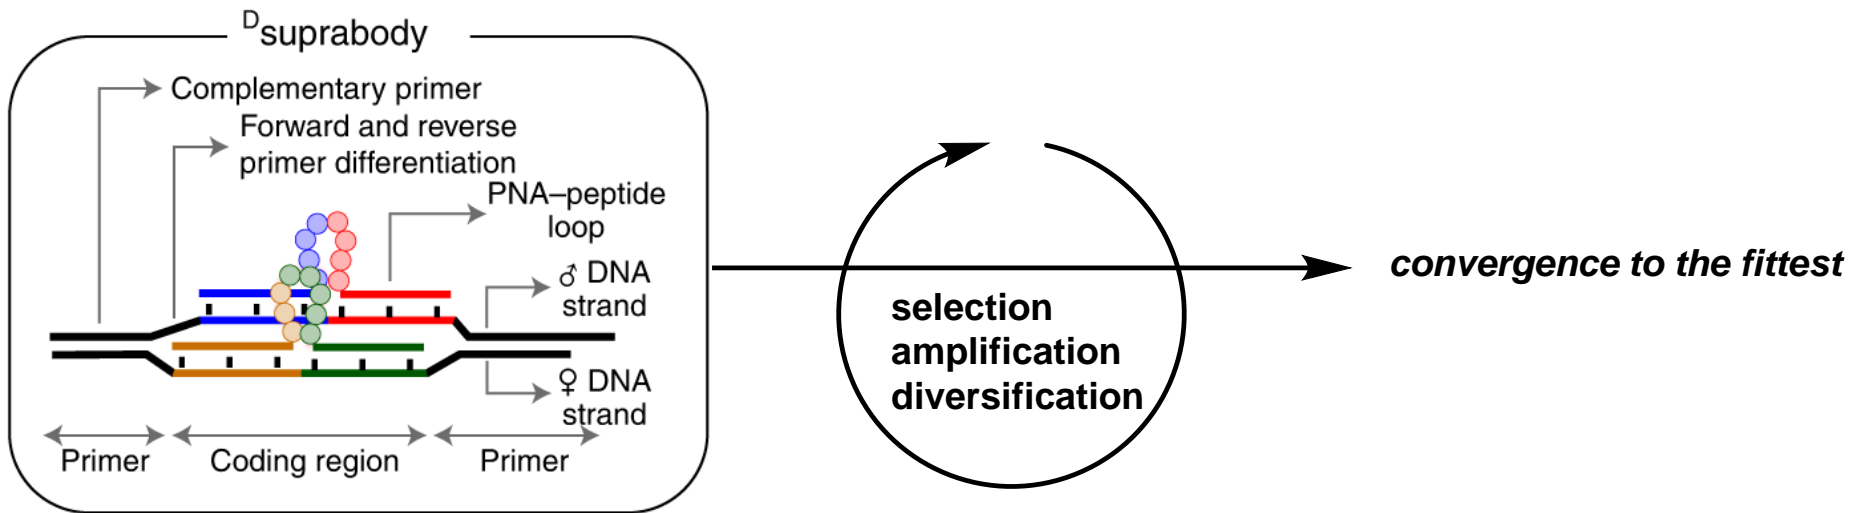 Dsuprabody
Complementary primer
Forward and reverse
primer differentiation
PNA–peptide
loop
♂ DNA
strand
♀ DNA
strand
Primer
Coding region
Primer
selection
amplification
diversification
convergence to the fittest